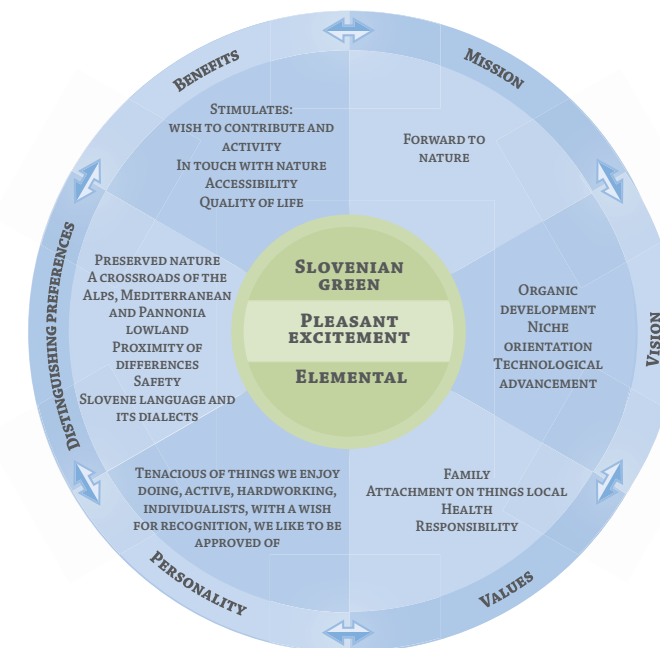 BENEFITS
STIMULATES:
WISH TO CONTRIBUTE AND
ACTIVITY
IN TOUCH WITH NATURE
ACCESSIBILITY
QUALITY OF LIFE
MISSION
FORWARD TO
NATURE
VISION
ORGANIC
DEVELOPMENT
NICHE
ORIENTATION
TECHNOLOGICAL
ADVANCEMENT
VALUES
FAMILY
ATTACHMENT ON THINGS LOCAL
HEALTH
RESPONSIBILITY
PERSONALITY
TENACIOUS OF THINGS WE ENJOY
DOING, ACTIVE, HARDWORKING,
INDIVIDUALISTS, WITH A WISH
FOR RECOGNITION, WE LIKE TO BE
APPROVED OF
DISTINGUISHING PREFERENCES
PRESERVED NATURE
A CROSSROADS OF THE
ALPS, MEDITERRANEAN
AND PANNONIA
LOWLAND
PROXIMITY OF
DIFFERENCES
SAFETY
SLOVENE LANGUAGE AND
ITS DIALECTS
SLOVENIAN
GREEN
PLEASANT
EXCITEMENT
ELEMENTAL